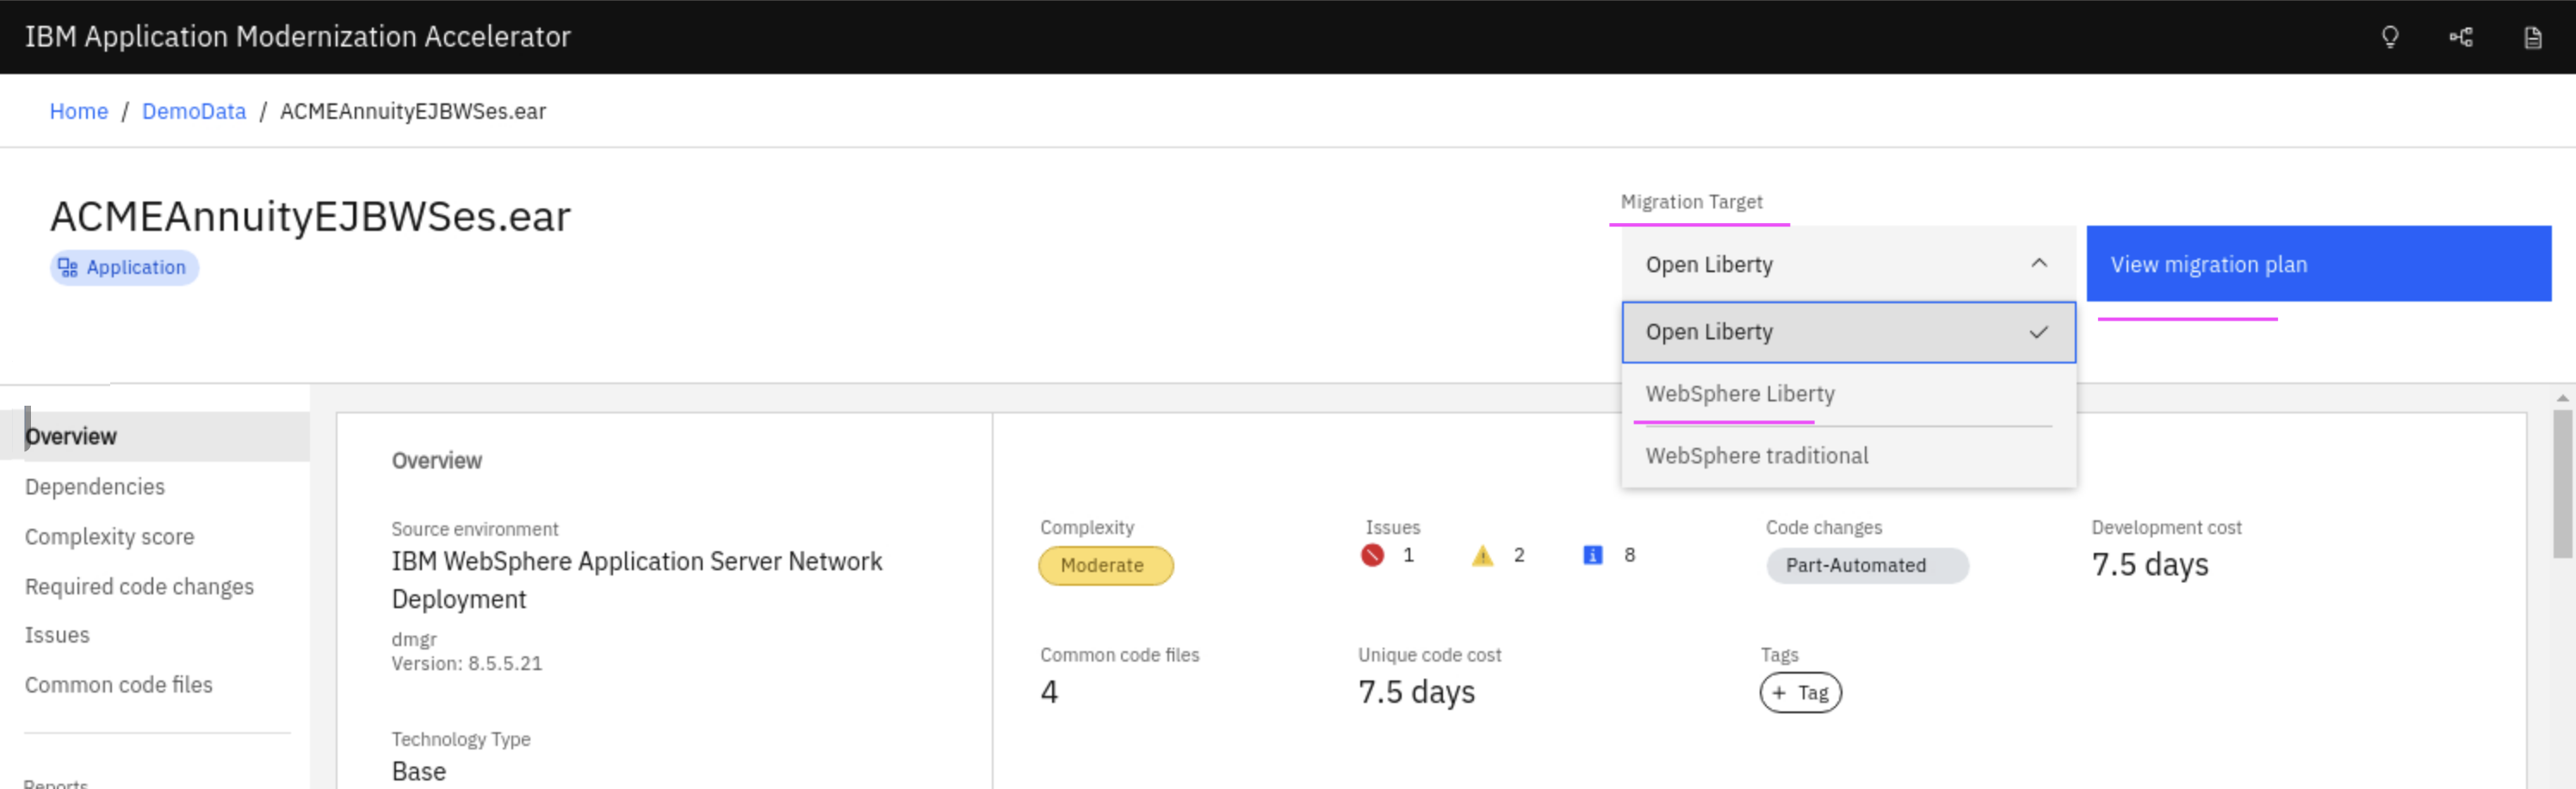 IBM Application Modernization Accelerator
Home / DemoData / ACMEAnnuityEJBWSes.ear
ACMEAnnuityEJBWSes.ear
Application
Migration Target
Open Liberty
View migration plan
Open Liberty
WebSphere Liberty
WebSphere traditional
Overview
Dependencies
Complexity score
Required code changes
Issues
Common code files
Reports
Overview
Source environment
IBM WebSphere Application Server Network
Deployment
dmgr
Version: 8.5.5.21
Technology Type
Base
Complexity
Moderate
Issues
1 2 8
Code changes
Part-Automated
Development cost
7.5 days
Common code files
4
Unique code cost
7.5 days
Tags
+ Tag